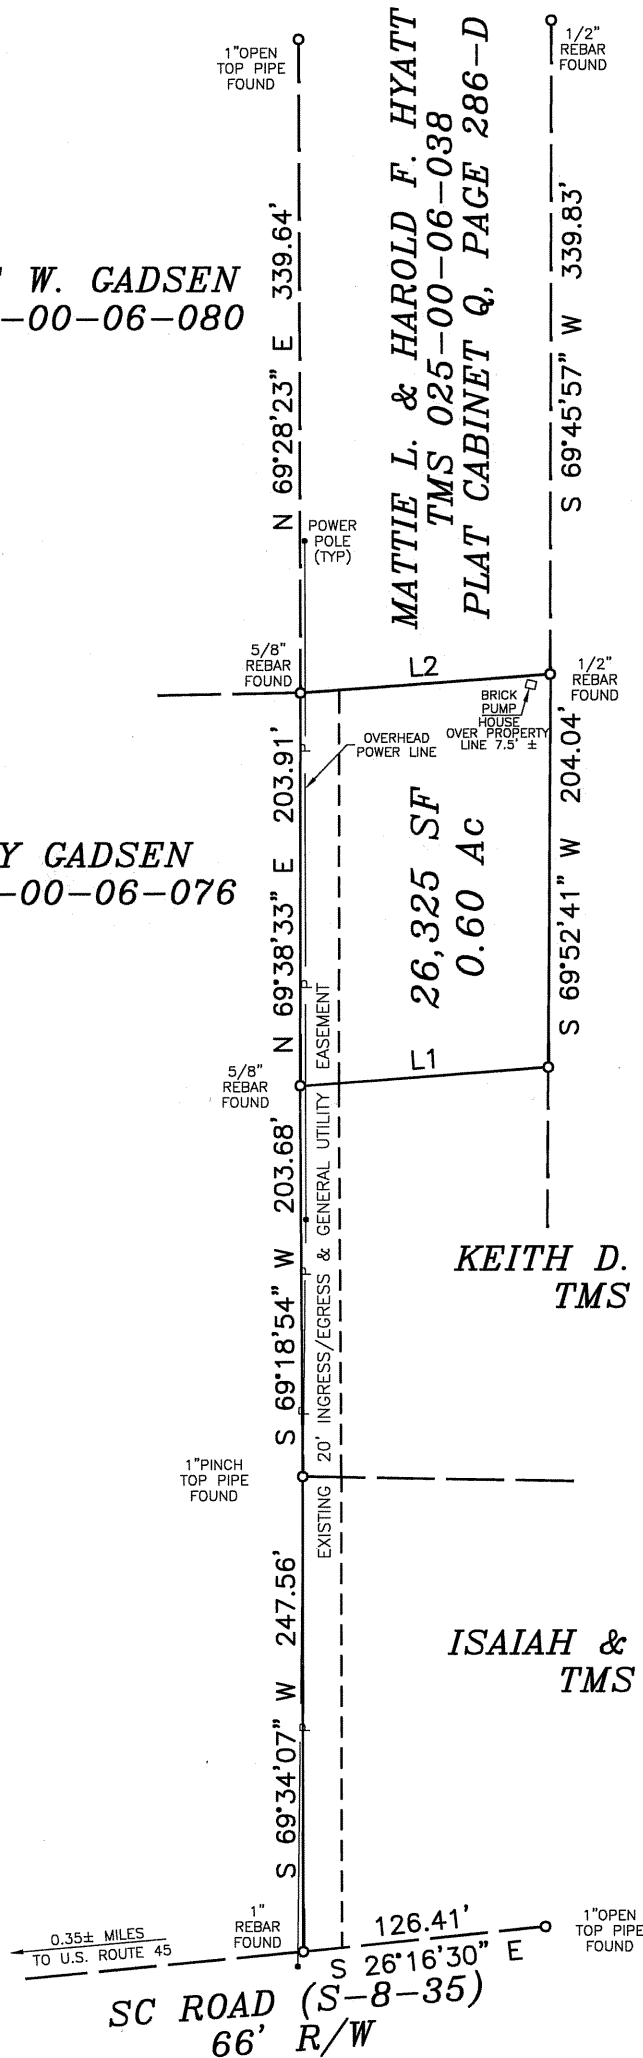 1"OPEN
TOP PIPE
FOUND
1/2"
REBAR
FOUND
MATTIE L. & HAROLD F. HYATT
TMS 025-00-06-038
PLAT CABINET Q, PAGE 286-D
N 69°28'23" E 339.64'
S 69°45'57" W 339.83'
W. GADSEN
-00-06-080
POWER
POLE
(TYP)
5/8"
REBAR
FOUND
L2
1/2"
REBAR
FOUND
BRICK
PUMP
HOUSE
OVER PROPERTY
LINE 7.5' ±
OVERHEAD
POWER LINE
N 69°38'33" E 203.91'
S 69°52'41" W 204.04'
26,325 SF
0.60 Ac
Y GADSEN
-00-06-076
P
P
L1
5/8"
REBAR
FOUND
EXISTING 20' INGRESS/EGRESS & GENERAL UTILITY EASEMENT
S 69°18'54" W 203.68'
P
P
KEITH D.
TMS
1"PINCH
TOP PIPE
FOUND
S 69°34'07" W 247.56'
P
ISAIAH &
TMS
1"
REBAR
FOUND
126.41'
S 26°16'30" E
1"OPEN
TOP PIPE
FOUND
0.35± MILES
TO U.S. ROUTE 45
SC ROAD (S-8-35)
66' R/W